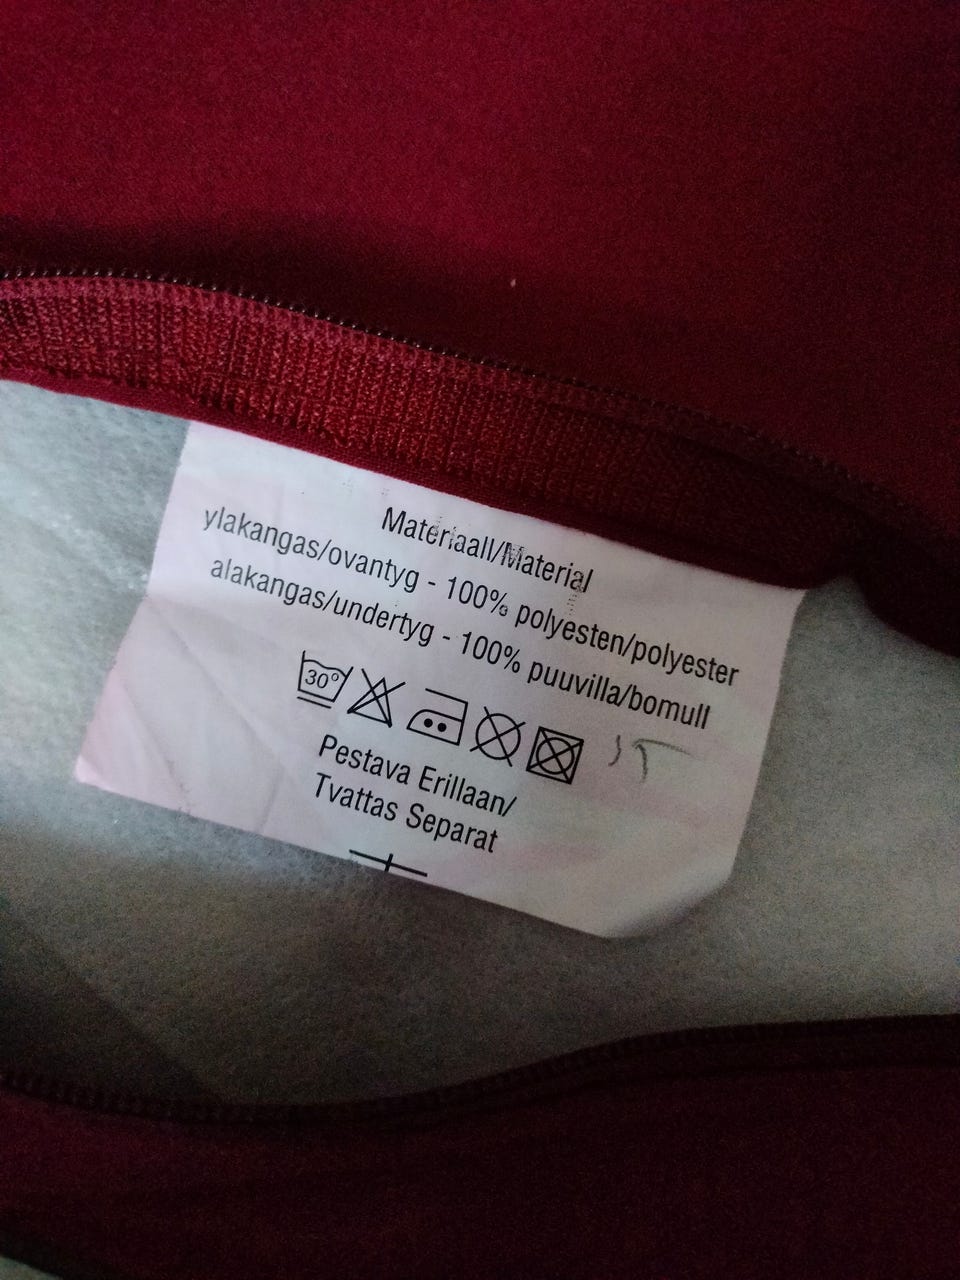 Materiaall/Material
ylakangas/ovantyg - 100% polyesten/polyester
alakangas/undertyg - 100% puuvilla/bomull
30°
Pestava Erillaan/
Tvattas Separat